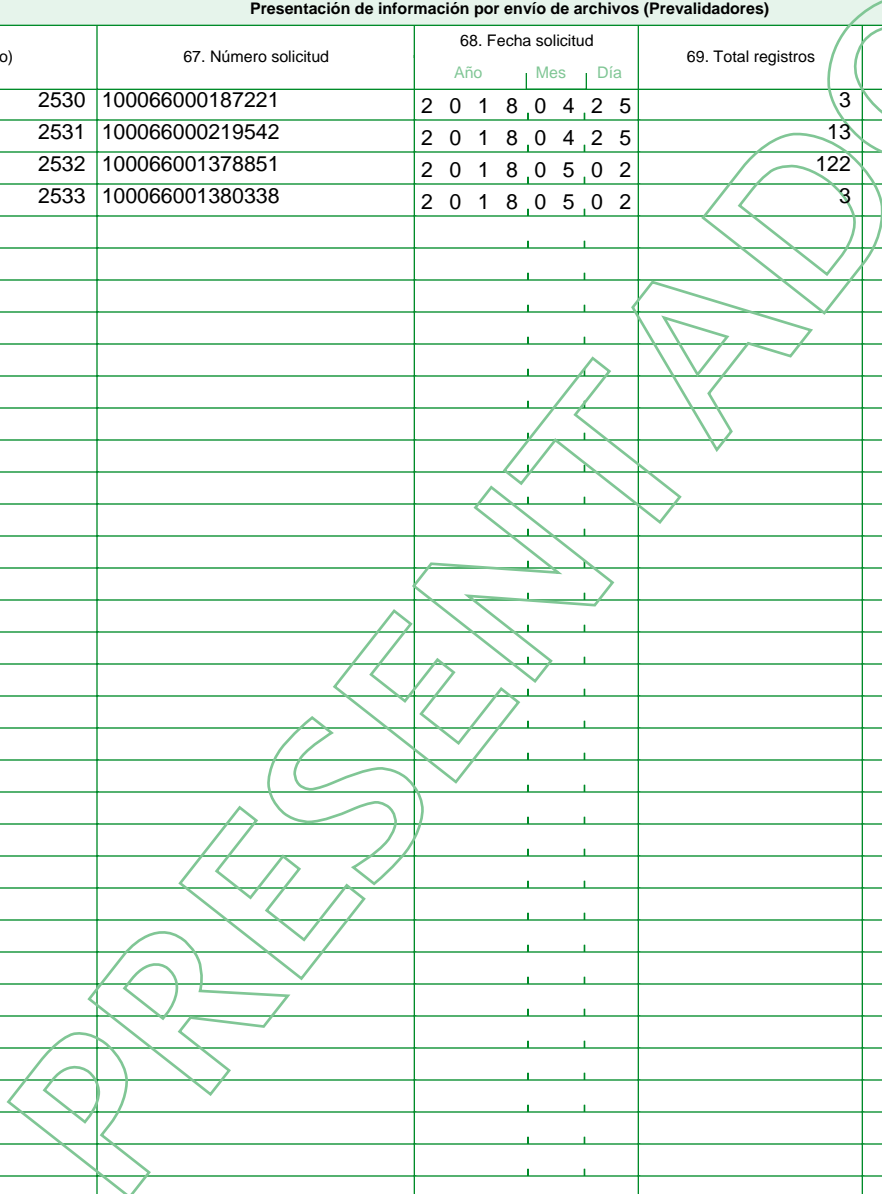 Presentación de información por envío de archivos (Prevalidadores)
o) 67. Número solicitud 68. Fecha solicitud 69. Total registros
Año Mes Día
2530 100066000187221 2 0 1 8 0 4 2 5 3
2531 100066000219542 2 0 1 8 0 4 2 5 13
2532 100066001378851 2 0 1 8 0 5 0 2 122
2533 100066001380338 2 0 1 8 0 5 0 2 3
PRESENTADO